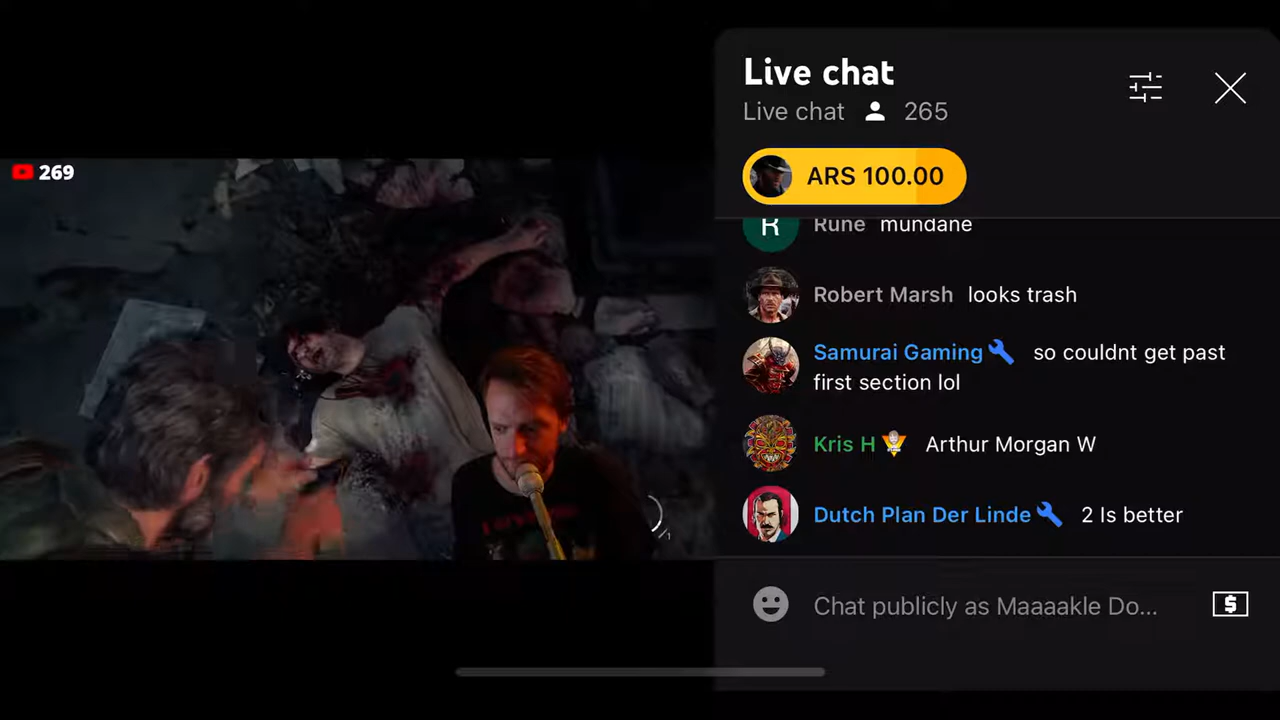 Live chat
Live chat 265
269
ARS 100.00
R Rune mundane
Robert Marsh looks trash
Samurai Gaming so couldnt get past
first section lol
Kris H Arthur Morgan W
Dutch Plan Der Linde 2 Is better
Chat publicly as Maaaakle Do...
$